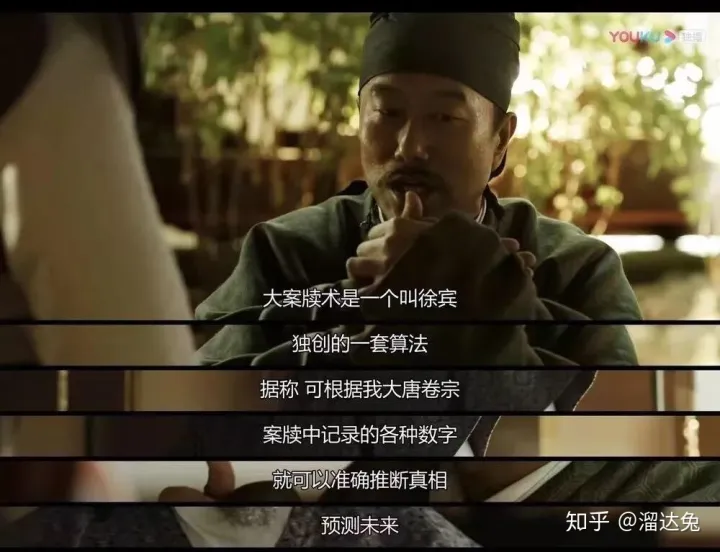 YOUKU 独播
大案牍术是一个叫徐宾
独创的一套算法
据称 可根据我大唐卷宗
案牍中记录的各种数字
就可以准确推断真相
预测未来
知乎 @溜达兔